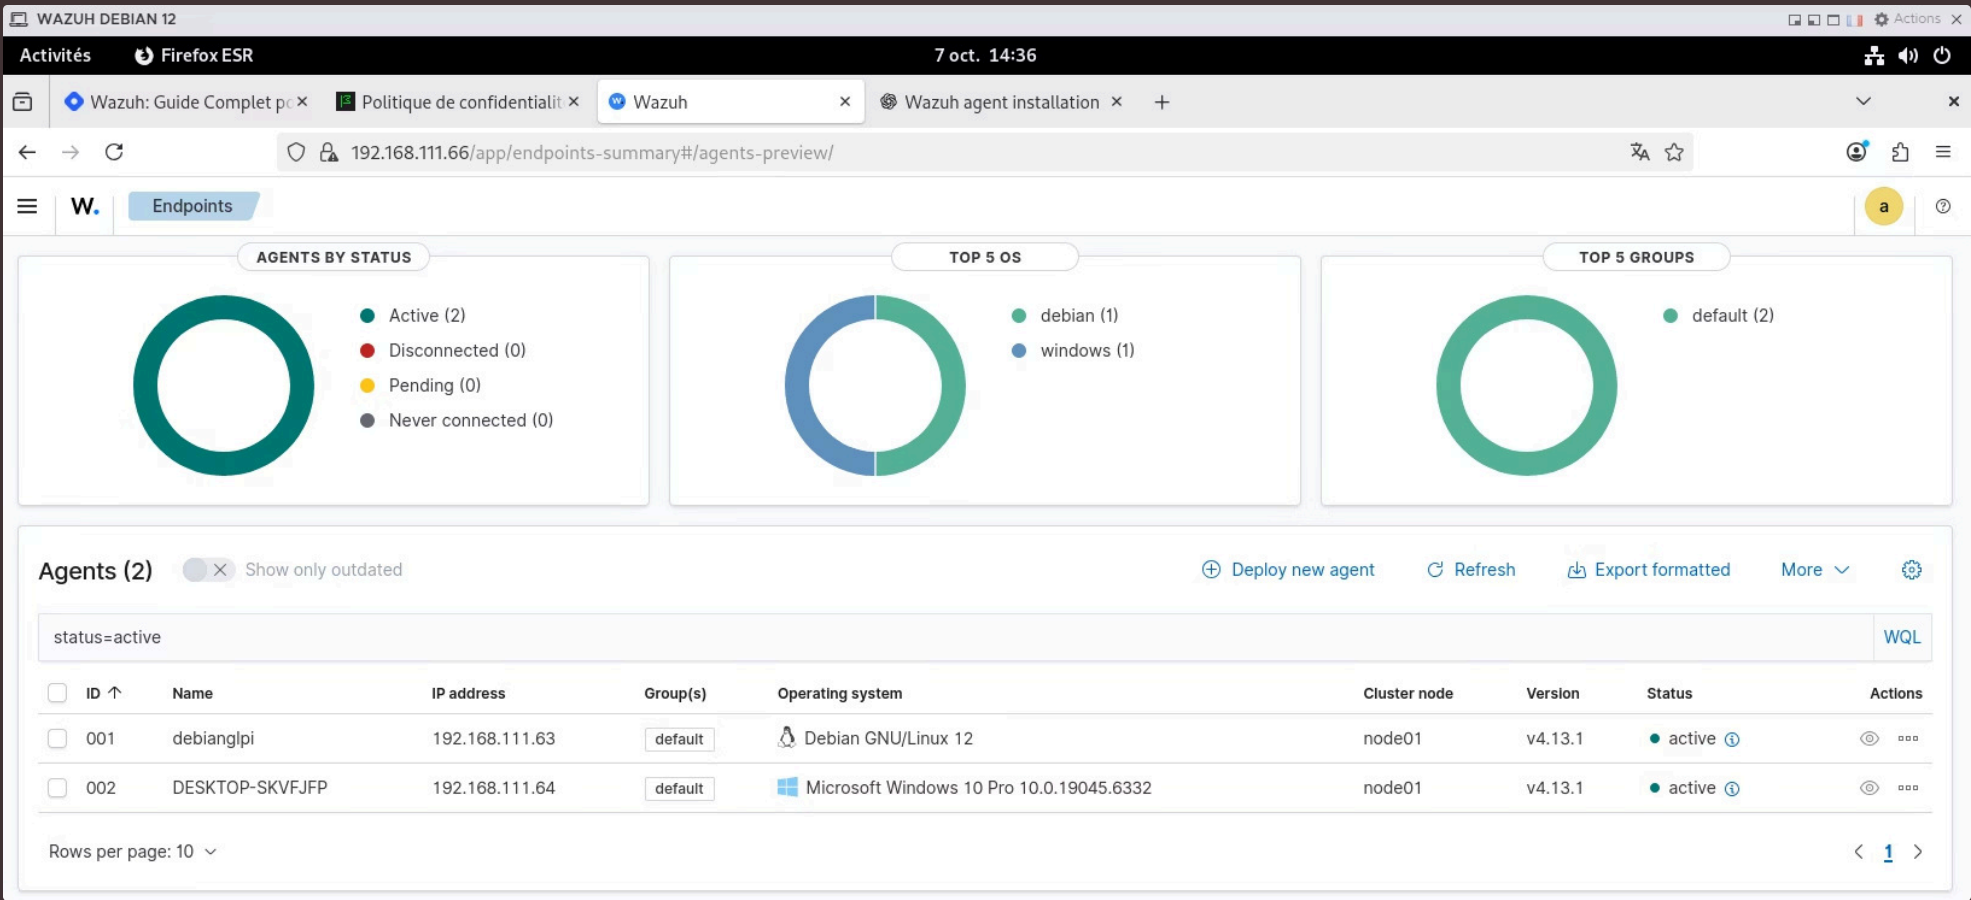 WAZUH DEBIAN 12
Actions
Activités Firefox ESR 7 oct. 14:36
Wazuh: Guide Complet po Politique de confidentialit Wazuh Wazuh agent installation
192.168.111.66/app/endpoints-summary#/agents-preview/
W. Endpoints a
AGENTS BY STATUS
Active (2)
Disconnected (0)
Pending (0)
Never connected (0)
TOP 5 OS
debian (1)
windows (1)
TOP 5 GROUPS
default (2)
Agents (2) Show only outdated Deploy new agent Refresh Export formatted More
status=active WQL
ID Name IP address Group(s) Operating system Cluster node Version Status Actions
001 debianglpi 192.168.111.63 default Debian GNU/Linux 12 node01 v4.13.1 active
002 DESKTOP-SKVFJFP 192.168.111.64 default Microsoft Windows 10 Pro 10.0.19045.6332 node01 v4.13.1 active
Rows per page: 10 1